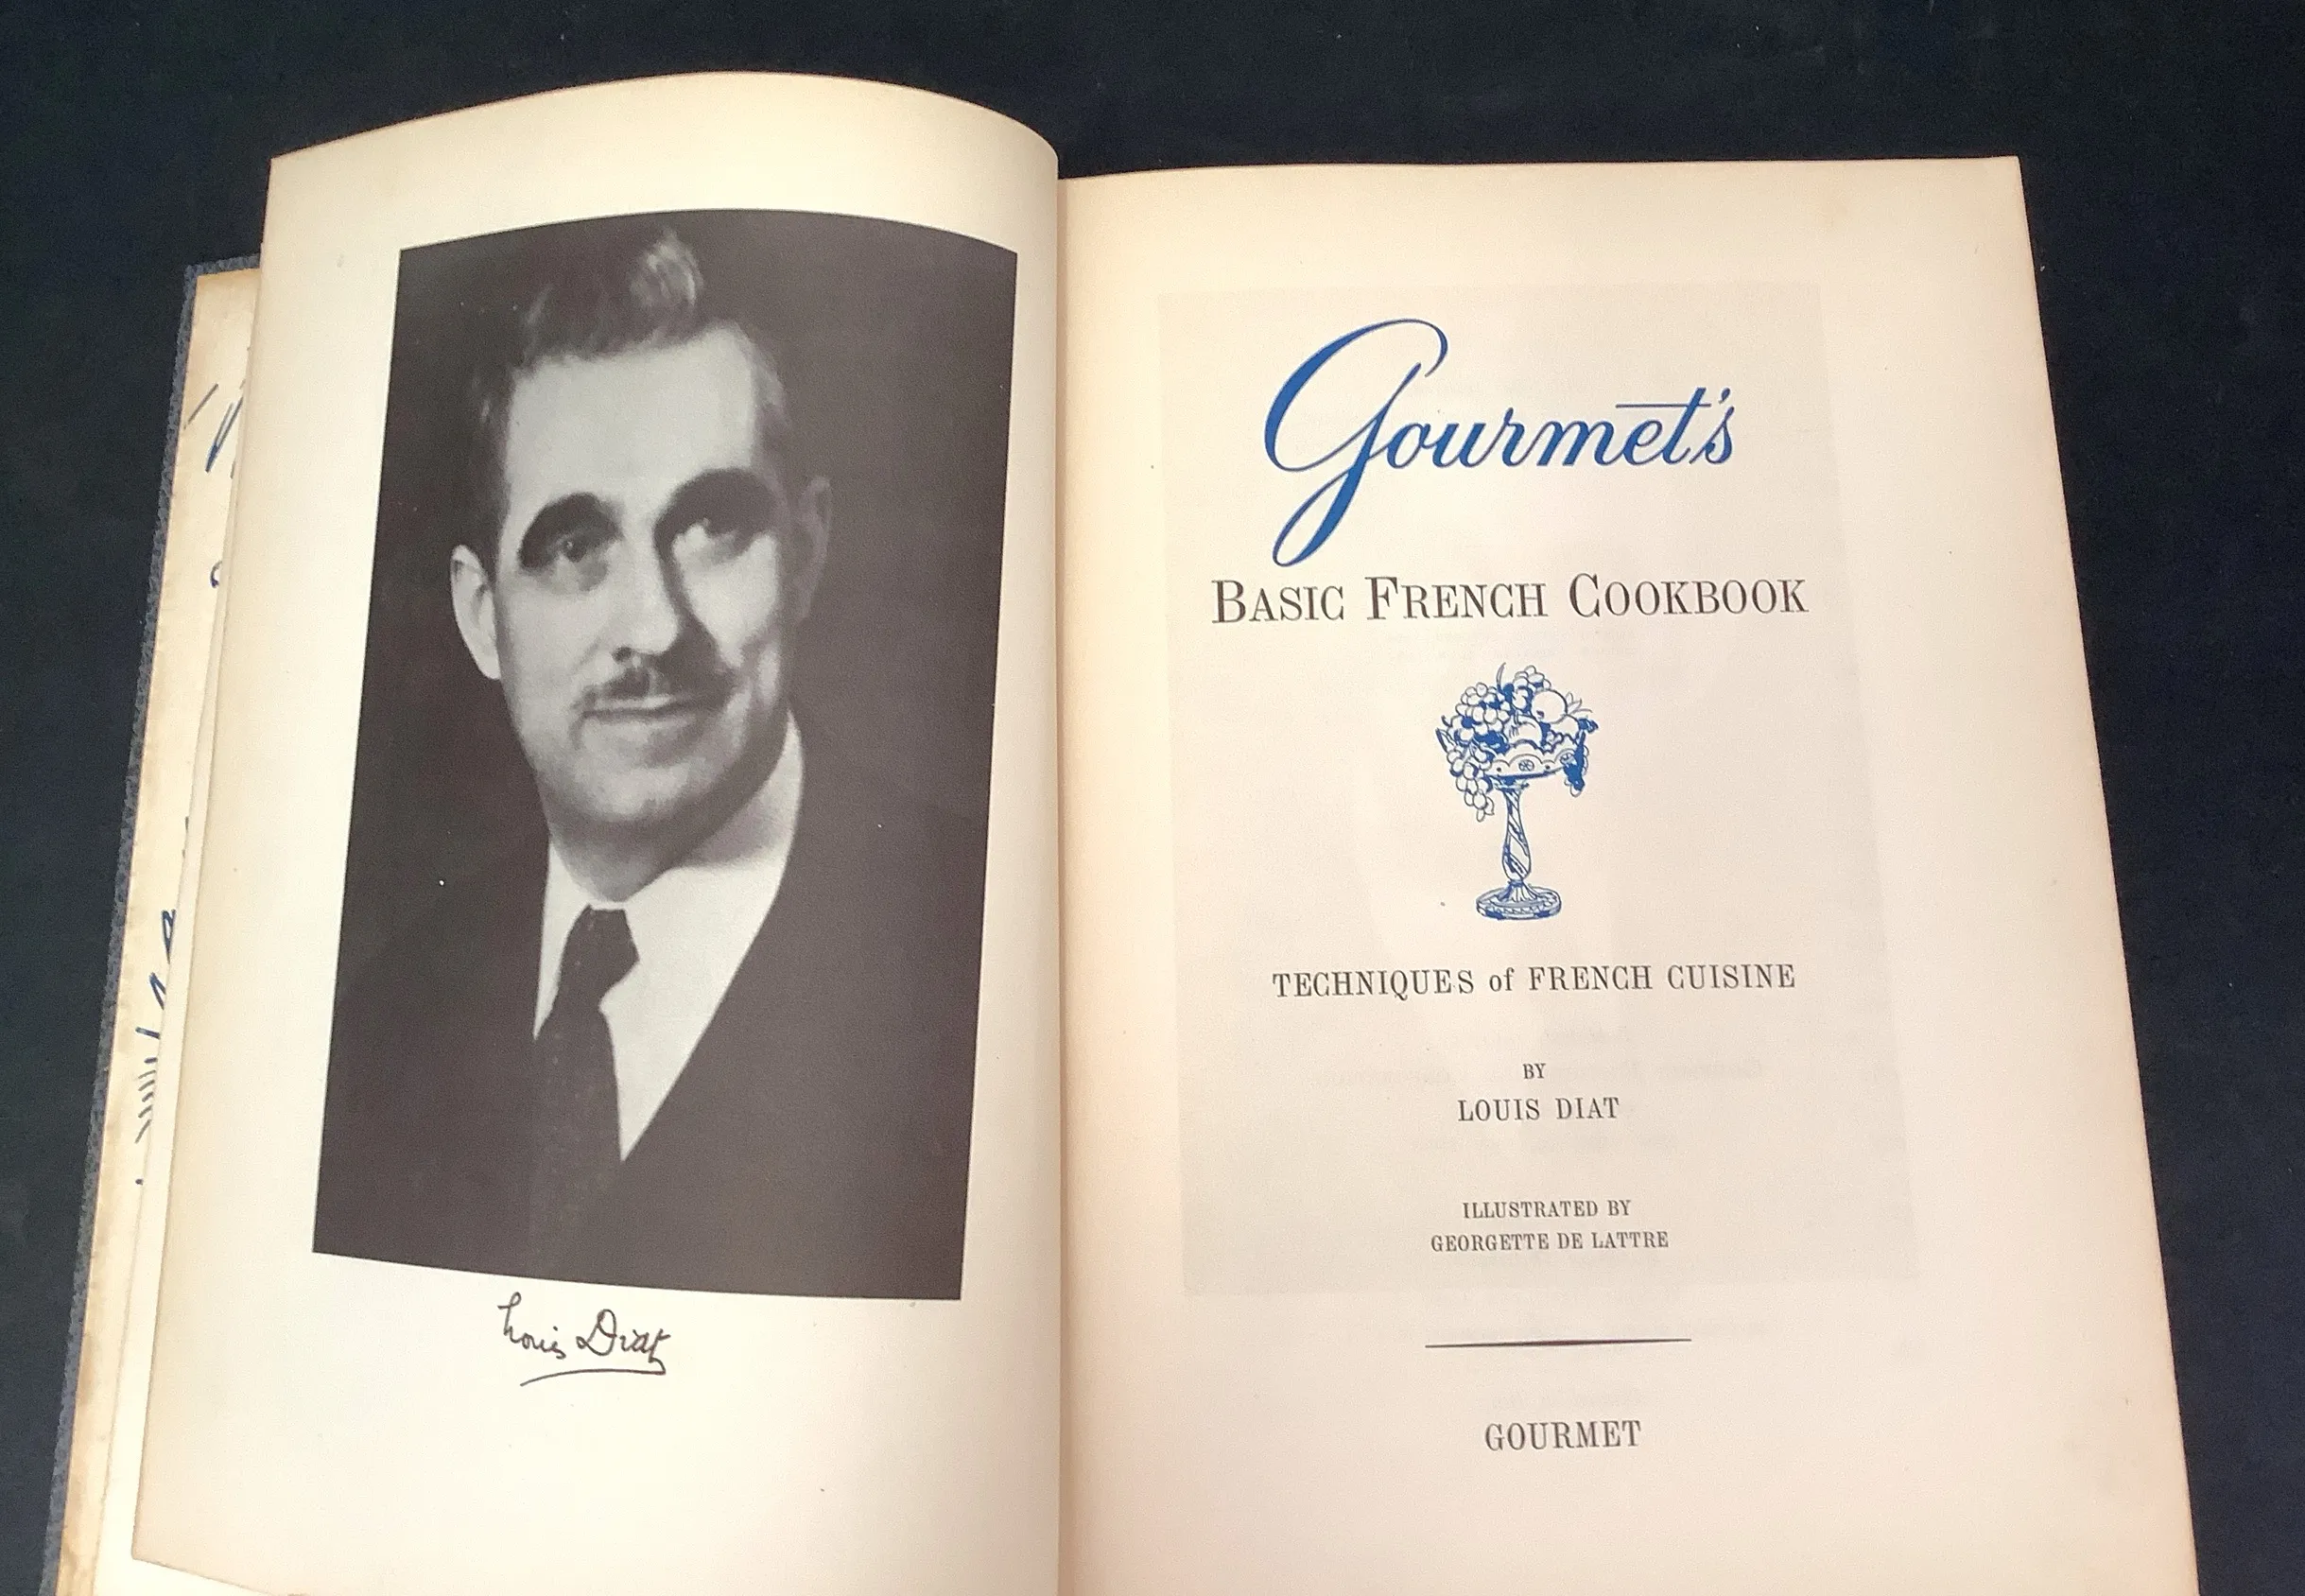 Louis Diat
Gourmet's
BASIC FRENCH COOKBOOK
TECHNIQUES of FRENCH CUISINE
BY
LOUIS DIAT
ILLUSTRATED BY
GEORGETTE DE LATTRE
GOURMET